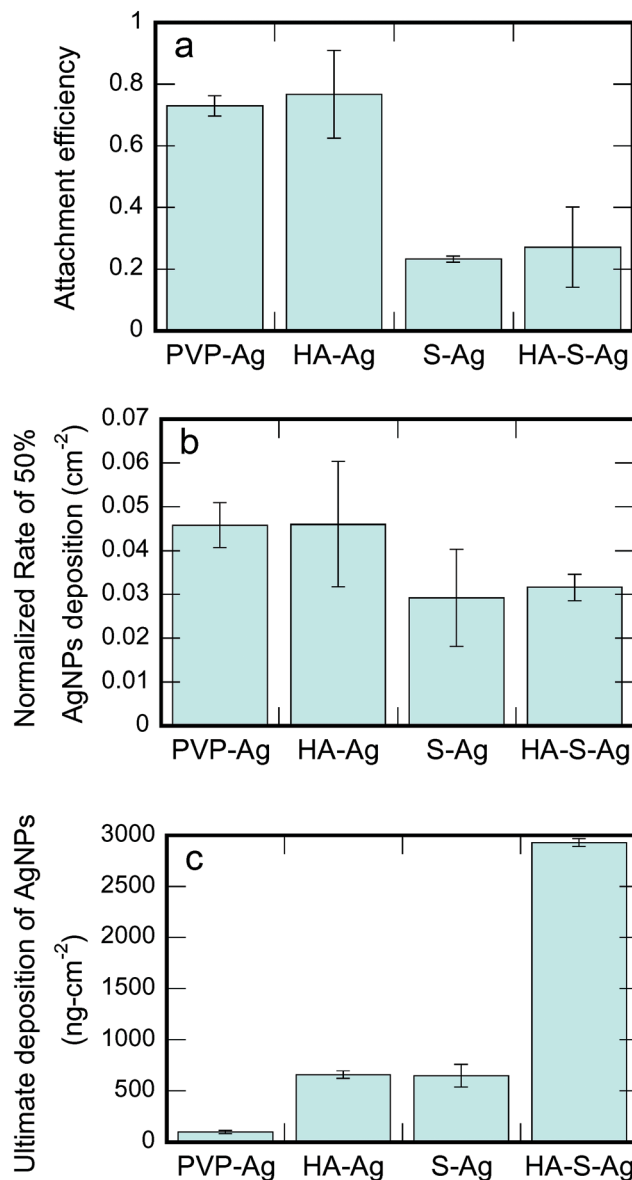 a
Attachment efficiency
1
0.8
0.6
0.4
0.2
0
PVP-Ag HA-Ag S-Ag HA-S-Ag
b
Normalized Rate of 50%
AgNPs deposition (cm⁻²)
0.07
0.06
0.05
0.04
0.03
0.02
0.01
0
PVP-Ag HA-Ag S-Ag HA-S-Ag
c
Ultimate deposition of AgNPs
(ng-cm⁻²)
3000
2500
2000
1500
1000
500
0
PVP-Ag HA-Ag S-Ag HA-S-Ag